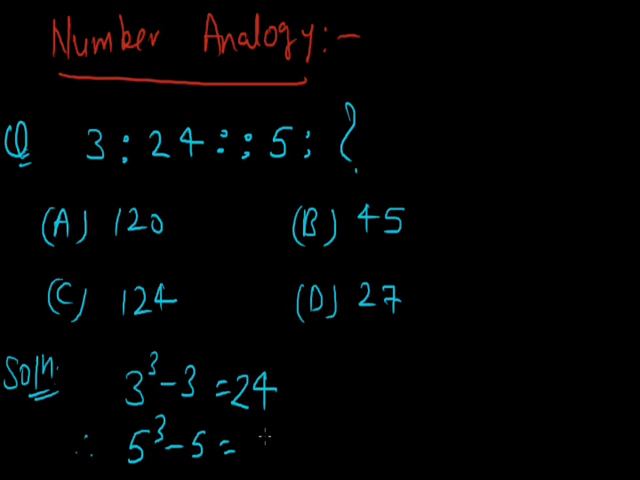 Number Analogy:-
Q 3 : 24 :: 5 : ?
(A) 120 (B) 45
(C) 124 (D) 27
Soln. 3³ - 3 = 24
∴ 5³ - 5 =